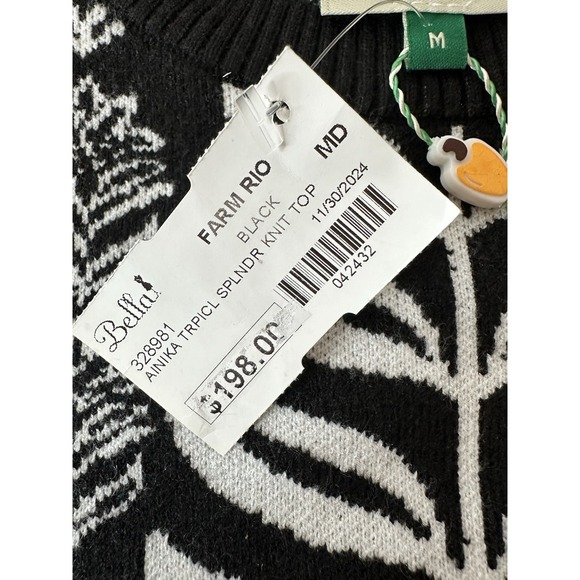 M
FARM RIO
MD
BLACK
Bella!
328981
11/30/2024
AINIKA TRPICL SPLNDR KNIT TOP
042432
$198.00